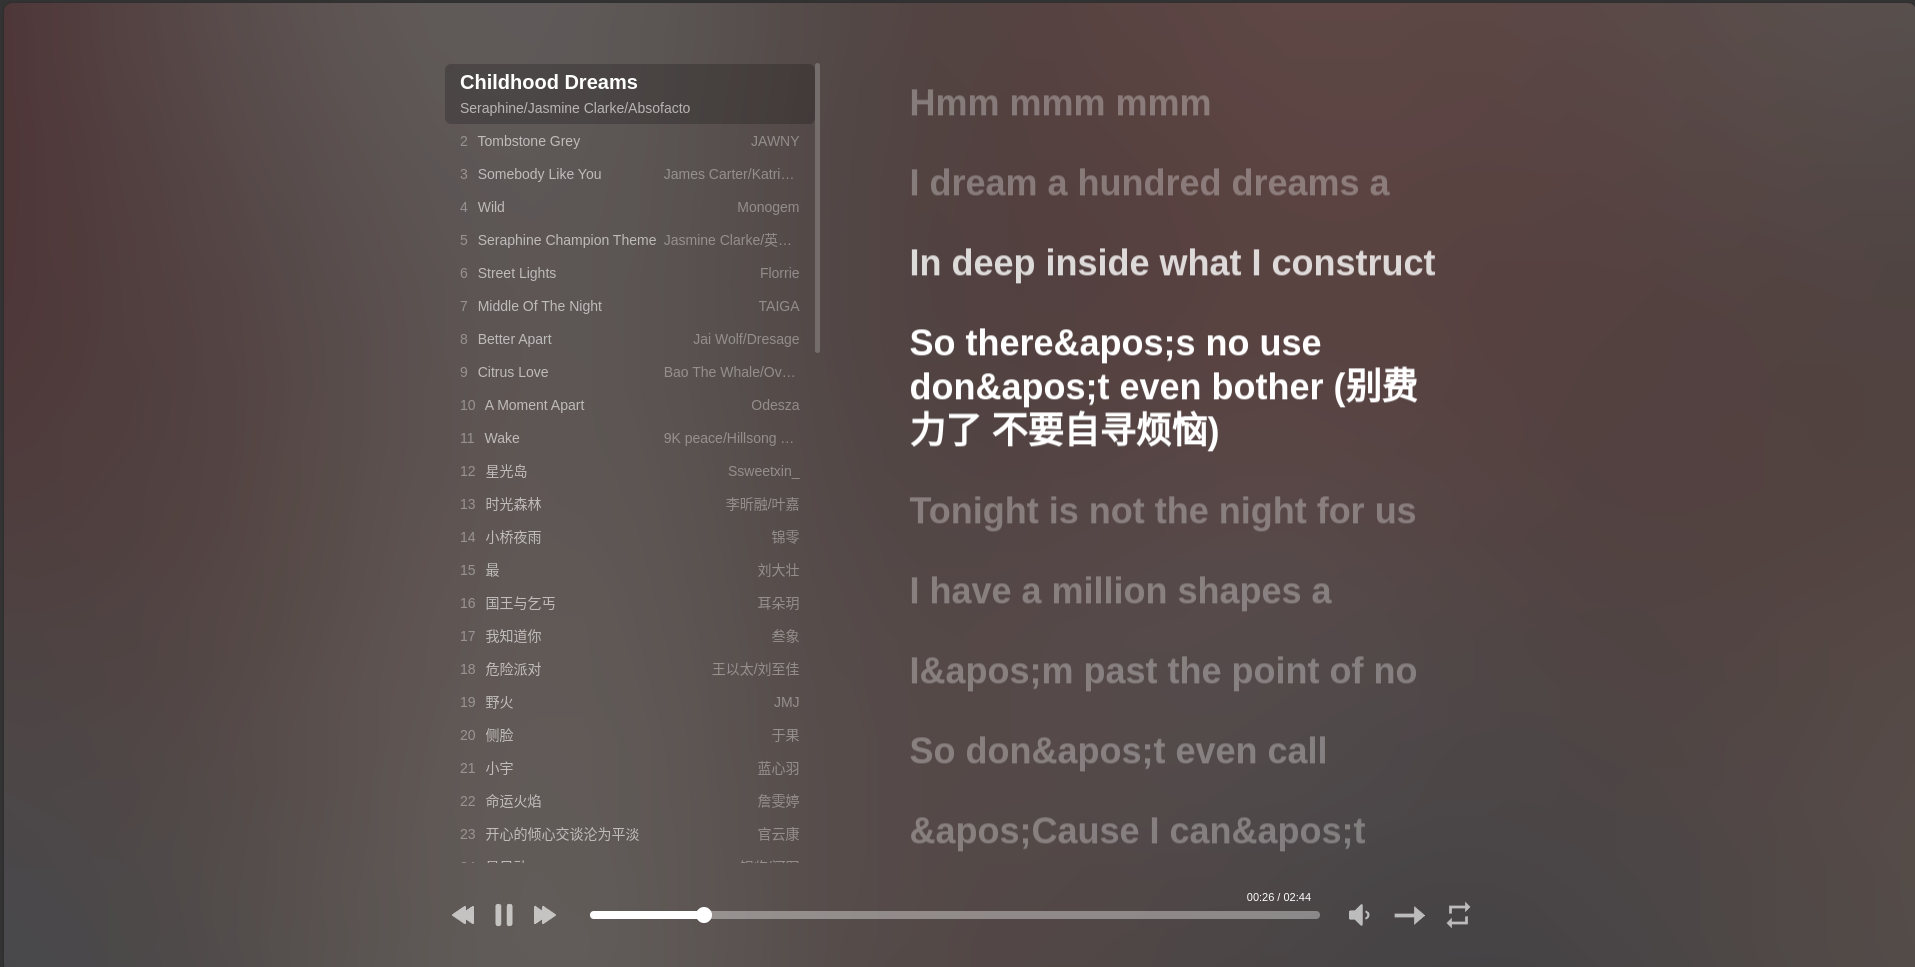 Childhood Dreams
Seraphine/Jasmine Clarke/Absofacto
2 Tombstone Grey JAWNY
3 Somebody Like You James Carter/Katri...
4 Wild Monogem
5 Seraphine Champion Theme Jasmine Clarke/英...
6 Street Lights Florrie
7 Middle Of The Night TAIGA
8 Better Apart Jai Wolf/Dresage
9 Citrus Love Bao The Whale/Ov...
10 A Moment Apart Odesza
11 Wake 9K peace/Hillsong ...
12 星光岛 Ssweetxin_
13 时光森林 李昕融/叶嘉
14 小桥夜雨 锦零
15 最 刘大壮
16 国王与乞丐 耳朵玥
17 我知道你 叁象
18 危险派对 王以太/刘至佳
19 野火 JMJ
20 侧脸 于果
21 小宇 蓝心羽
22 命运火焰 詹雯婷
23 开心的倾心交谈沦为平淡 官云康
Hmm mmm mmm
I dream a hundred dreams a
In deep inside what I construct
So there&apos;s no use
don&apos;t even bother (别费
力了 不要自寻烦恼)
Tonight is not the night for us
I have a million shapes a
I&apos;m past the point of no
So don&apos;t even call
&apos;Cause I can&apos;t
00:26 / 02:44